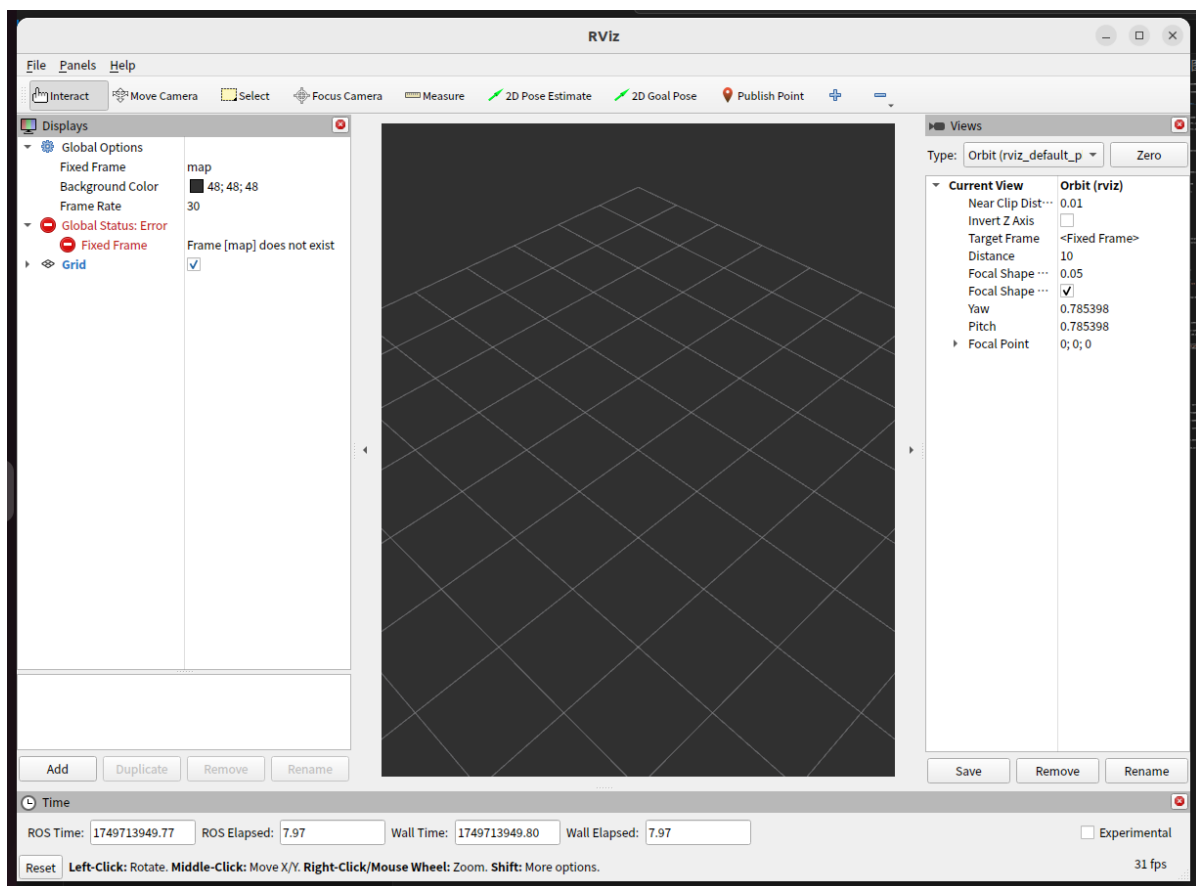 RViz
File Panels Help
Interact Move Camera Select Focus Camera Measure 2D Pose Estimate 2D Goal Pose Publish Point
Displays
Global Options
Fixed Frame map
Background Color 48; 48; 48
Frame Rate 30
Global Status: Error
Fixed Frame Frame [map] does not exist
Grid
Add Duplicate Remove Rename
Views
Type: Orbit (rviz_default_p Zero
Current View Orbit (rviz)
Near Clip Dist··· 0.01
Invert Z Axis
Target Frame <Fixed Frame>
Distance 10
Focal Shape ··· 0.05
Focal Shape ···
Yaw 0.785398
Pitch 0.785398
Focal Point 0; 0; 0
Save Remove Rename
Time
ROS Time: 1749713949.77 ROS Elapsed: 7.97 Wall Time: 1749713949.80 Wall Elapsed: 7.97 Experimental
Reset Left-Click: Rotate. Middle-Click: Move X/Y. Right-Click/Mouse Wheel: Zoom. Shift: More options. 31 fps